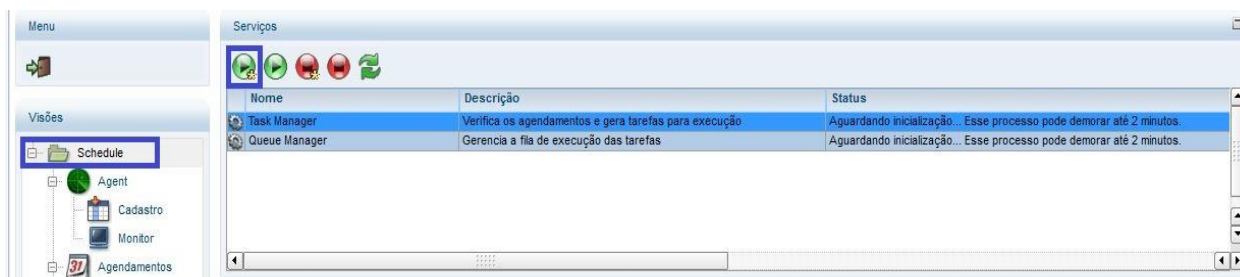 Menu
Serviços
Nome Descrição Status
Visões
Task Manager Verifica os agendamentos e gera tarefas para execução Aguardando inicialização... Esse processo pode demorar até 2 minutos.
Queue Manager Gerencia a fila de execução das tarefas Aguardando inicialização... Esse processo pode demorar até 2 minutos.
Schedule
Agent
Cadastro
Monitor
31 Agendamentos